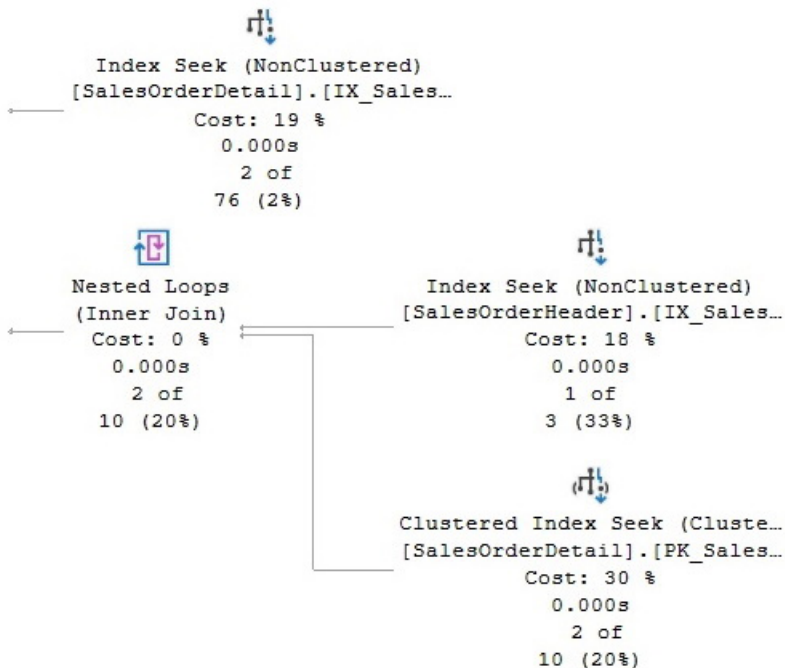 Index Seek (NonClustered)
[SalesOrderDetail].[IX_Sales…
Cost: 19 %
0.000s
2 of
76 (2%)
Nested Loops
(Inner Join)
Cost: 0 %
0.000s
2 of
10 (20%)
Index Seek (NonClustered)
[SalesOrderHeader].[IX_Sales…
Cost: 18 %
0.000s
1 of
3 (33%)
Clustered Index Seek (Cluste…
[SalesOrderDetail].[PK_Sales…
Cost: 30 %
0.000s
2 of
10 (20%)